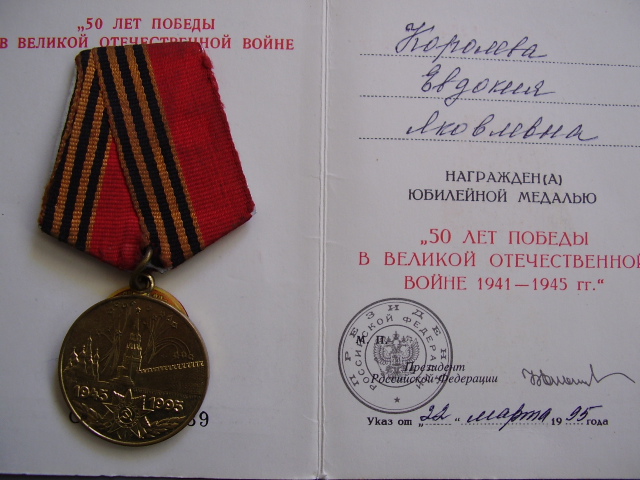 „50 ЛЕТ ПОБЕДЫ
В ВЕЛИКОЙ ОТЕЧЕСТВЕННОЙ ВОЙНЕ
1945 1995
Королева
Евдокия
Яковлевна
НАГРАЖДЕН(А)
ЮБИЛЕЙНОЙ МЕДАЛЬЮ
„50 ЛЕТ ПОБЕДЫ
В ВЕЛИКОЙ ОТЕЧЕСТВЕННОЙ
ВОЙНЕ 1941—1945 гг."
ПРЕЗИДЕНТ
РОССИЙСКОЙ ФЕДЕРАЦИИ
М. П.
Президент
Российской Федерации
Указ от „22" марта 1995 года